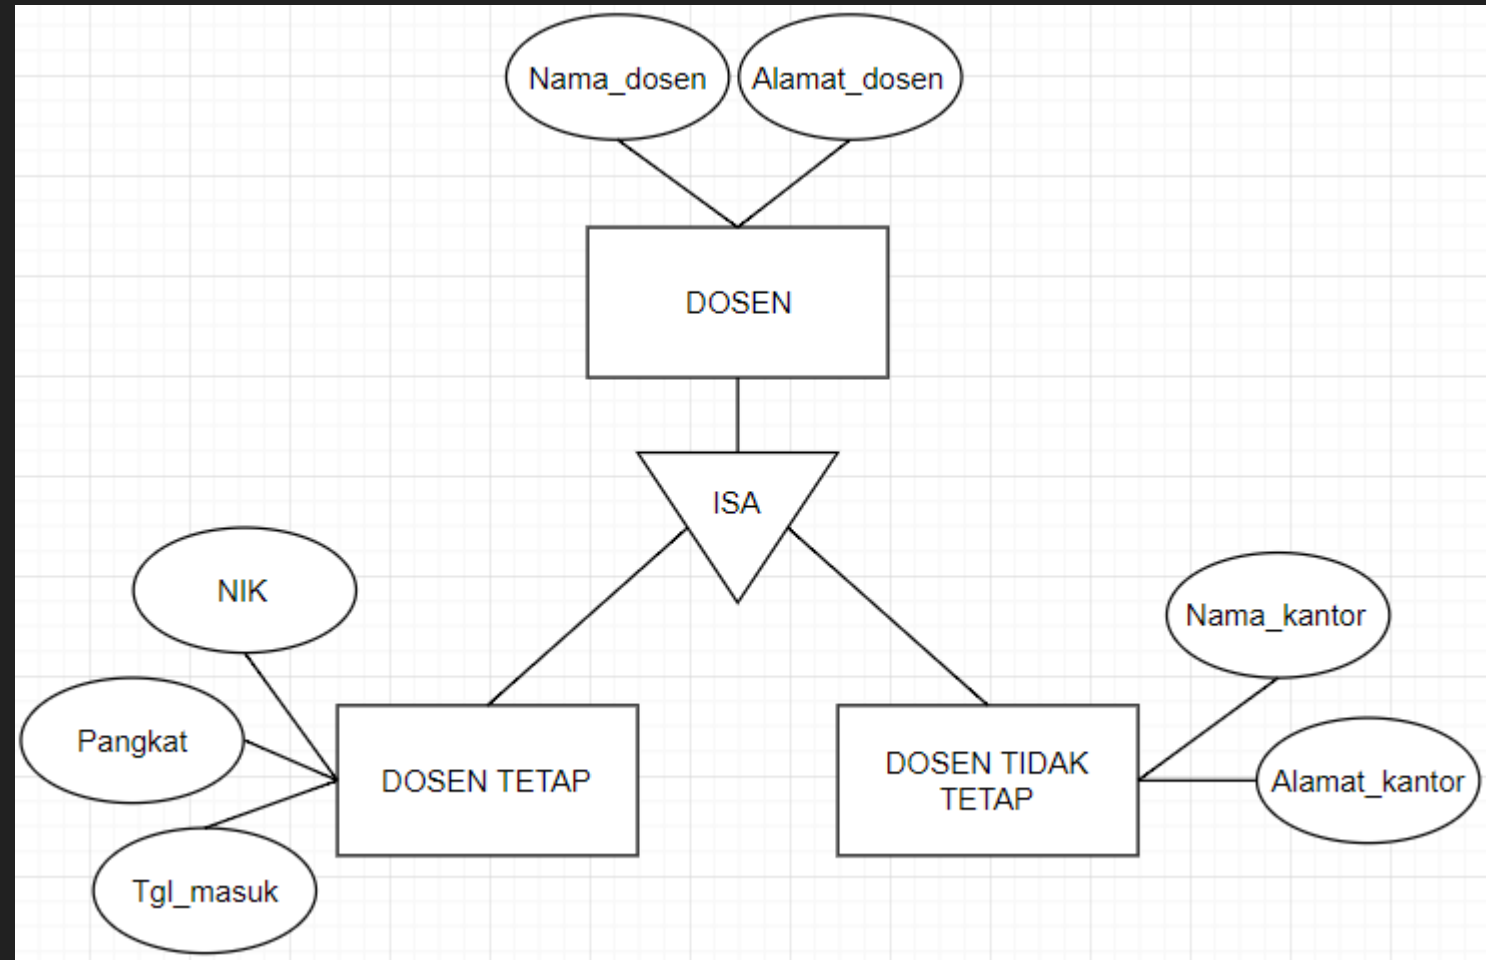 Nama_dosen
Alamat_dosen
DOSEN
ISA
NIK
Pangkat
Tgl_masuk
DOSEN TETAP
DOSEN TIDAK
TETAP
Nama_kantor
Alamat_kantor